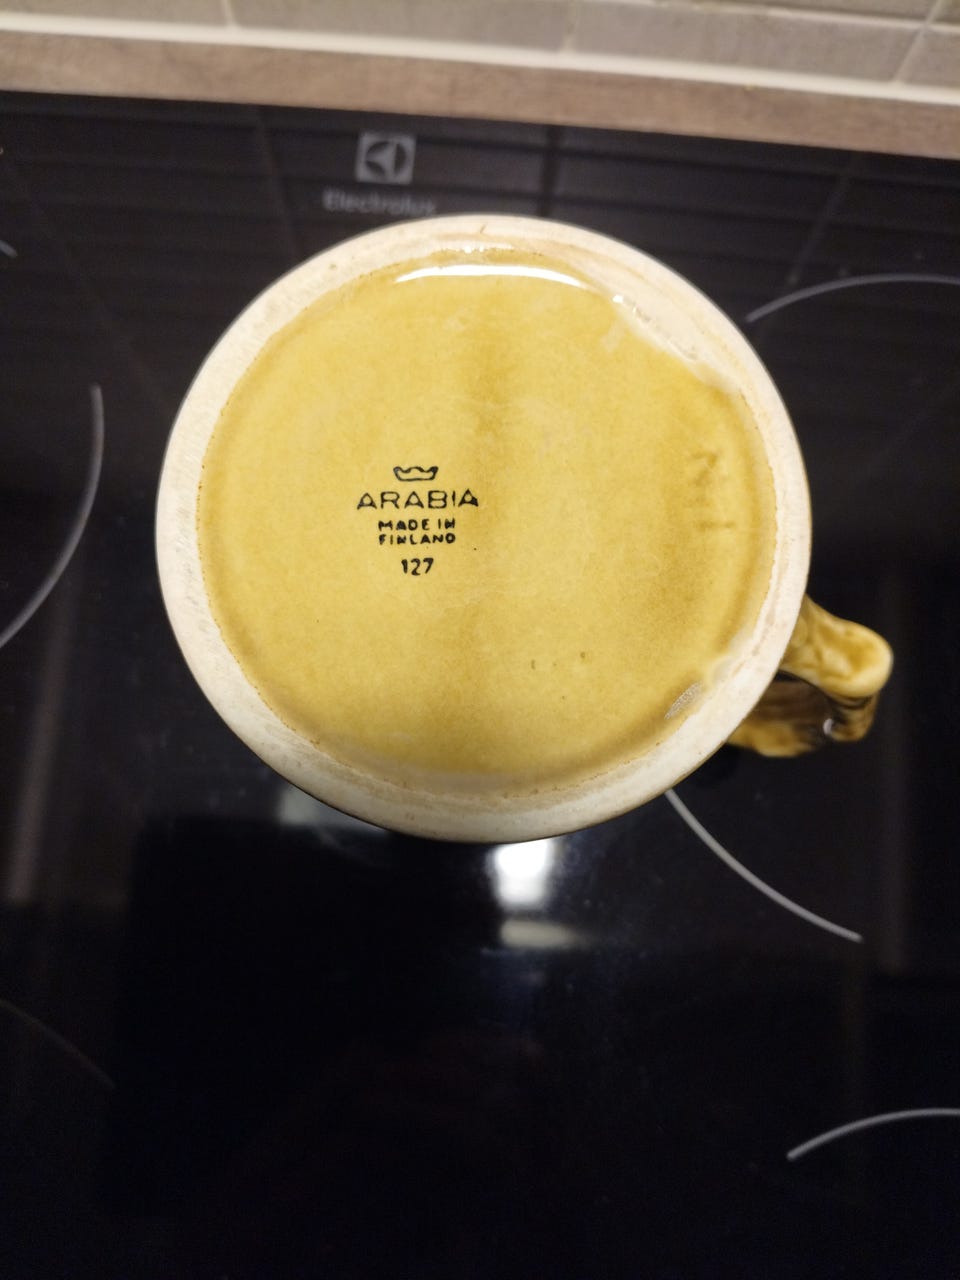 Electrolux
ARABIA
MADE IN
FINLAND
127